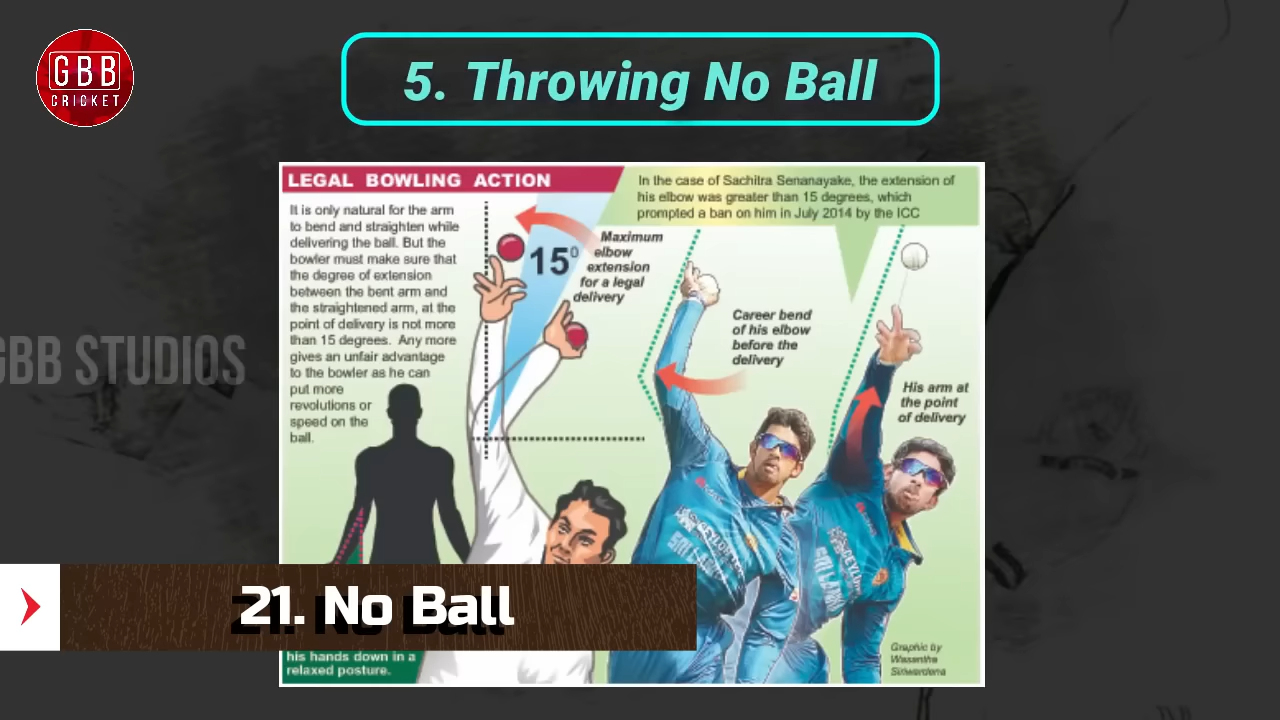 GBB
CRICKET
5. Throwing No Ball
LEGAL BOWLING ACTION
It is only natural for the arm
to bend and straighten while
delivering the ball. But the
bowler must make sure that
the degree of extension
between the bent arm and
the straightened arm, at the
point of delivery is not more
than 15 degrees. Any more
gives an unfair advantage
to the bowler as he can
put more
revolutions or
speed on the
ball.
15°
Maximum
elbow
extension
for a legal
delivery
In the case of Sachitra Senanayake, the extension of
his elbow was greater than 15 degrees, which
prompted a ban on him in July 2014 by the ICC
Career bend
of his elbow
before the
delivery
His arm at
the point
of delivery
GBB STUDIOS
21. No Ball
his hands down in a
relaxed posture.
Graphic by
Wasantha
Siriwardena